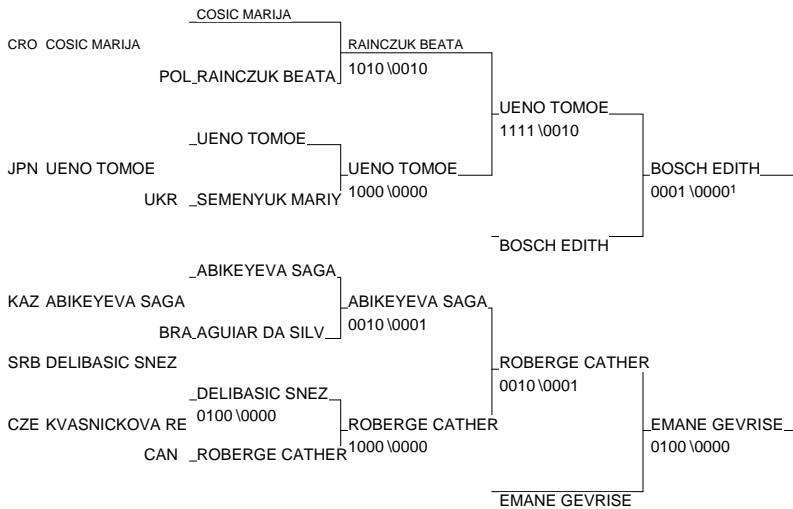 COSIC MARIJA
CRO COSIC MARIJA RAINCZUK BEATA
POL RAINCZUK BEATA 1010 \0010
UENO TOMOE
1111 \0010
UENO TOMOE
JPN UENO TOMOE UENO TOMOE BOSCH EDITH
1000 \0000 0001 \0000¹
UKR SEMENYUK MARIY
BOSCH EDITH
ABIKEYEVA SAGA
KAZ ABIKEYEVA SAGA ABIKEYEVA SAGA
0010 \0001
BRA AGUIAR DA SILV
SRB DELIBASIC SNEZ ROBERGE CATHER
0010 \0001
DELIBASIC SNEZ
0100 \0000
CZE KVASNICKOVA RE ROBERGE CATHER EMANE GEVRISE
1000 \0000 0100 \0000
CAN ROBERGE CATHER
EMANE GEVRISE